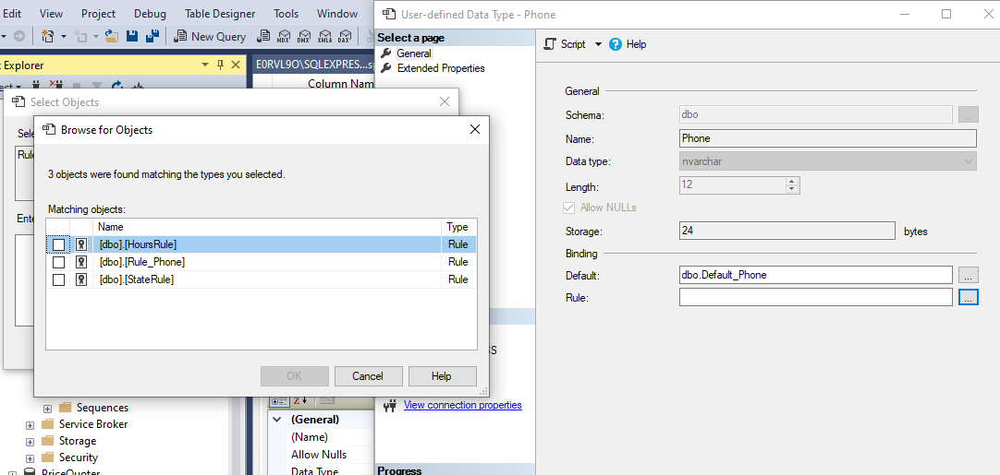 Edit View Project Debug Table Designer Tools Window
New Query MDX DMX XMLA DAX
Explorer
E0RVL9O\SQLEXPRES...
Column Nam
Select Objects
Sele
Rule
Ente
Browse for Objects
3 objects were found matching the types you selected.
Matching objects:
Name Type
[dbo].[HoursRule] Rule
[dbo].[Rule_Phone] Rule
[dbo].[StateRule] Rule
OK Cancel Help
Sequences
Service Broker
Storage
Security
PriceQuoter
(General)
(Name)
Allow Nulls
Data Type
User-defined Data Type - Phone
Select a page
General
Extended Properties
View connection properties
Progress
Script Help
General
Schema: dbo ...
Name: Phone
Data type: nvarchar
Length: 12
Allow NULLs
Storage: 24 bytes
Binding
Default: dbo.Default_Phone ...
Rule: ...